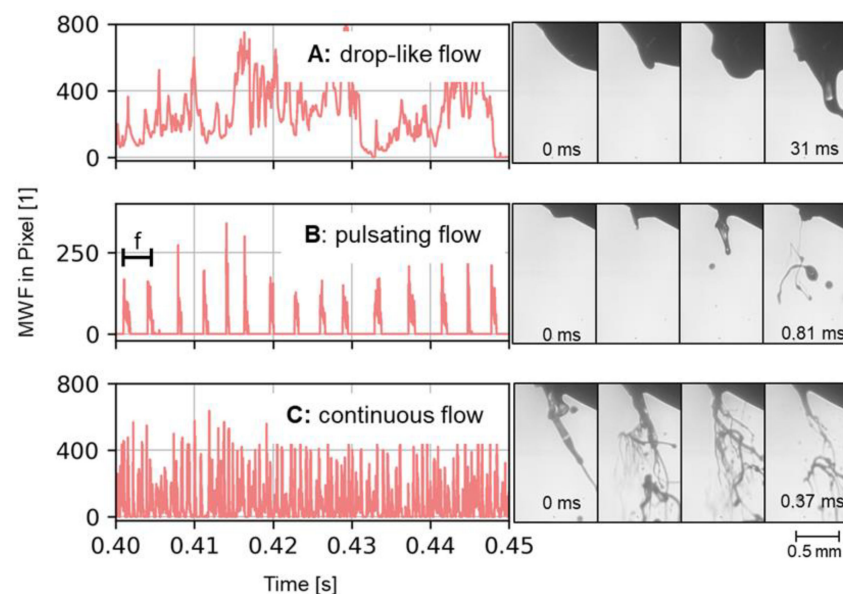 800
A: drop-like flow
400
0
0 ms
31 ms
MWF in Pixel [1]
f
B: pulsating flow
250
0
0 ms
0.81 ms
800
C: continuous flow
400
0
0 ms
0.37 ms
0.40
0.41
0.42
0.43
0.44
0.45
0.5 mm
Time [s]